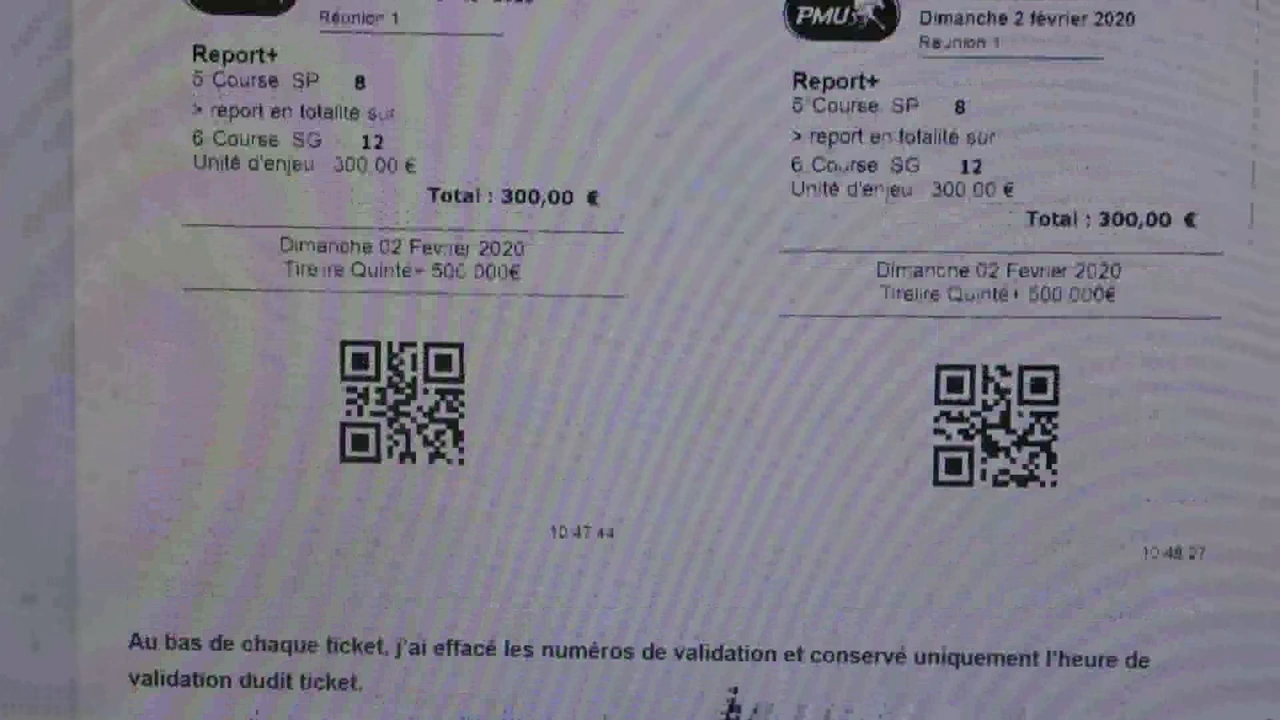 Réunion 1
Report+
5 Course SP 8
> report en totalité sur
6 Course SG 12
Unité d'enjeu 300,00 €
Total : 300,00 €
Dimanche 02 Fevrier 2020
Tirelire Quinté+ 500 000€
10:47:44
PMU
Dimanche 2 février 2020
Réunion 1
Report+
5 Course SP 8
> report en totalité sur
6 Course SG 12
Unité d'enjeu 300,00 €
Total : 300,00 €
Dimanche 02 Fevrier 2020
Tirelire Quinté+ 500 000€
10:48:27
Au bas de chaque ticket, j'ai effacé les numéros de validation et conservé uniquement l'heure de
validation dudit ticket.